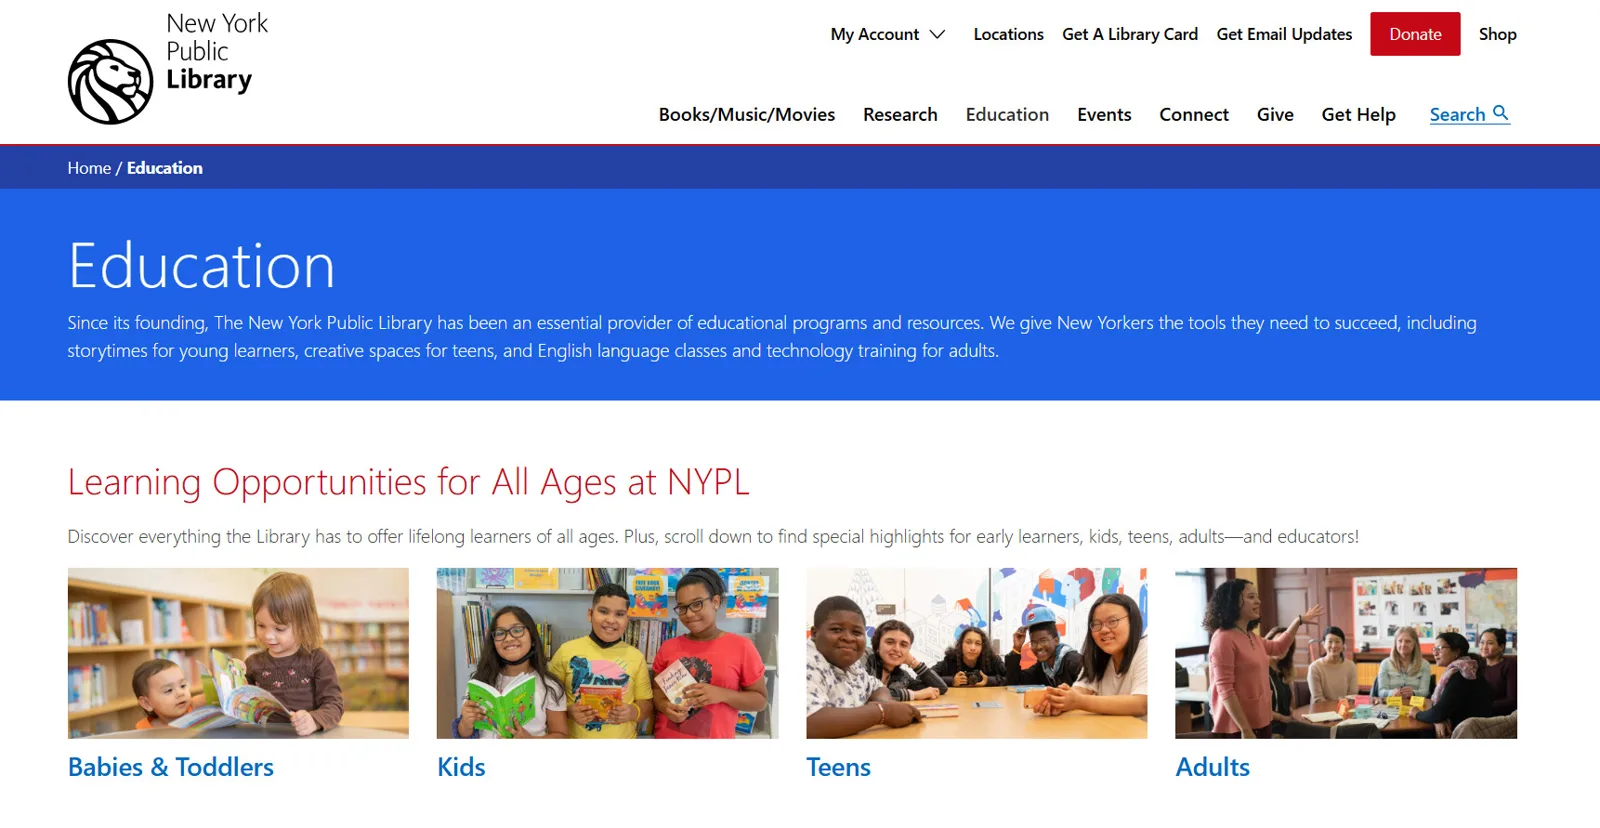 New York
Public
Library
My Account
Locations
Get A Library Card
Get Email Updates
Donate
Shop
Books/Music/Movies
Research
Education
Events
Connect
Give
Get Help
Search
Home / Education
Education
Since its founding, The New York Public Library has been an essential provider of educational programs and resources. We give New Yorkers the tools they need to succeed, including
storytimes for young learners, creative spaces for teens, and English language classes and technology training for adults.
Learning Opportunities for All Ages at NYPL
Discover everything the Library has to offer lifelong learners of all ages. Plus, scroll down to find special highlights for early learners, kids, teens, adults—and educators!
Babies & Toddlers
Kids
Teens
Adults